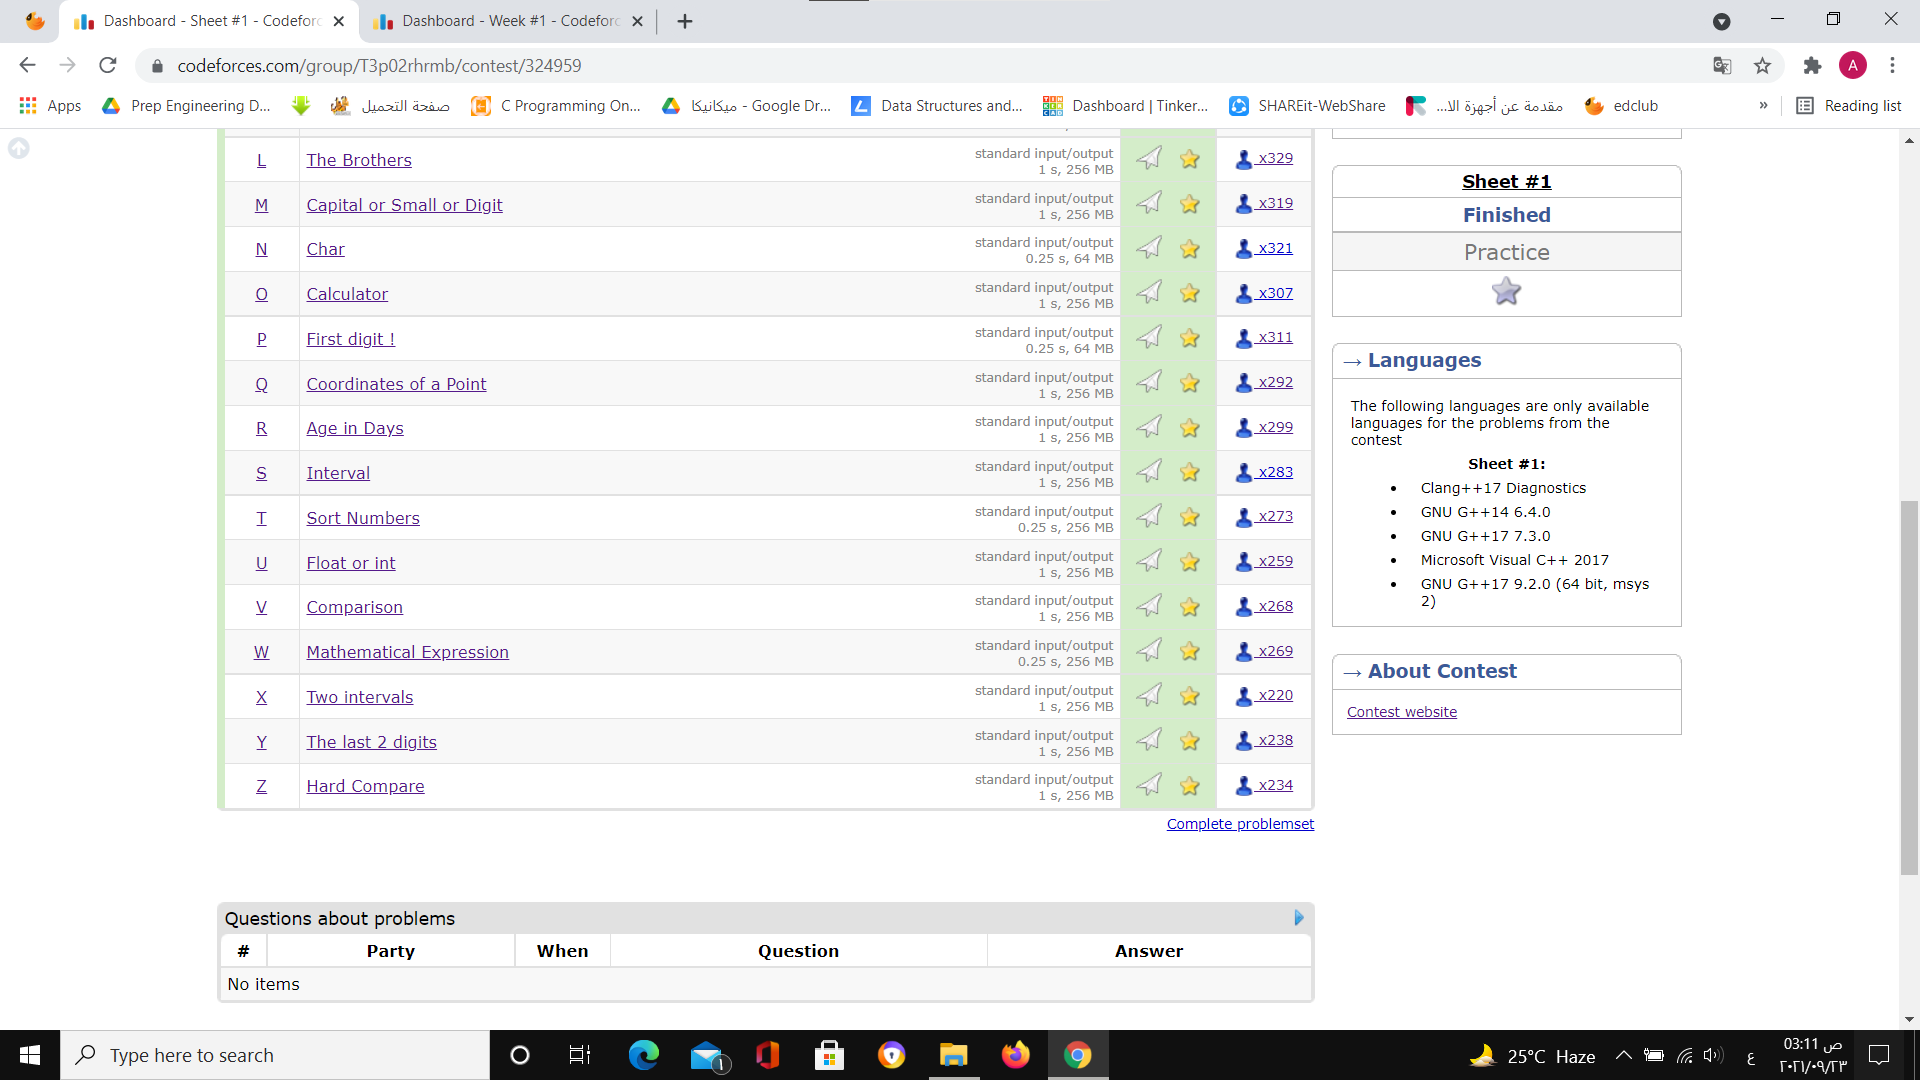 Dashboard - Sheet #1 - Codeforc
Dashboard - Week #1 - Codeforc
codeforces.com/group/T3p02rhrmb/contest/324959
A
Apps
Prep Engineering D...
صفحة التحميل
C Programming On...
ميكانيكا - Google Dr...
Data Structures and...
Dashboard | Tinker...
SHAREit-WebShare
مقدمة عن أجهزة الا...
edclub
»
Reading list
L The Brothers standard input/output 1 s, 256 MB x329
M Capital or Small or Digit standard input/output 1 s, 256 MB x319
N Char standard input/output 0.25 s, 64 MB x321
O Calculator standard input/output 1 s, 256 MB x307
P First digit ! standard input/output 0.25 s, 64 MB x311
Q Coordinates of a Point standard input/output 1 s, 256 MB x292
R Age in Days standard input/output 1 s, 256 MB x299
S Interval standard input/output 1 s, 256 MB x283
T Sort Numbers standard input/output 0.25 s, 256 MB x273
U Float or int standard input/output 1 s, 256 MB x259
V Comparison standard input/output 1 s, 256 MB x268
W Mathematical Expression standard input/output 0.25 s, 256 MB x269
X Two intervals standard input/output 1 s, 256 MB x220
Y The last 2 digits standard input/output 1 s, 256 MB x238
Z Hard Compare standard input/output 1 s, 256 MB x234
Complete problemset
Questions about problems
# Party When Question Answer
No items
Sheet #1
Finished
Practice
→ Languages
The following languages are only available
languages for the problems from the
contest
Sheet #1:
• Clang++17 Diagnostics
• GNU G++14 6.4.0
• GNU G++17 7.3.0
• Microsoft Visual C++ 2017
• GNU G++17 9.2.0 (64 bit, msys
2)
→ About Contest
Contest website
Type here to search
١
25°C Haze
ع
03:11 ص
٢٠٢١/٠٩/٢٣